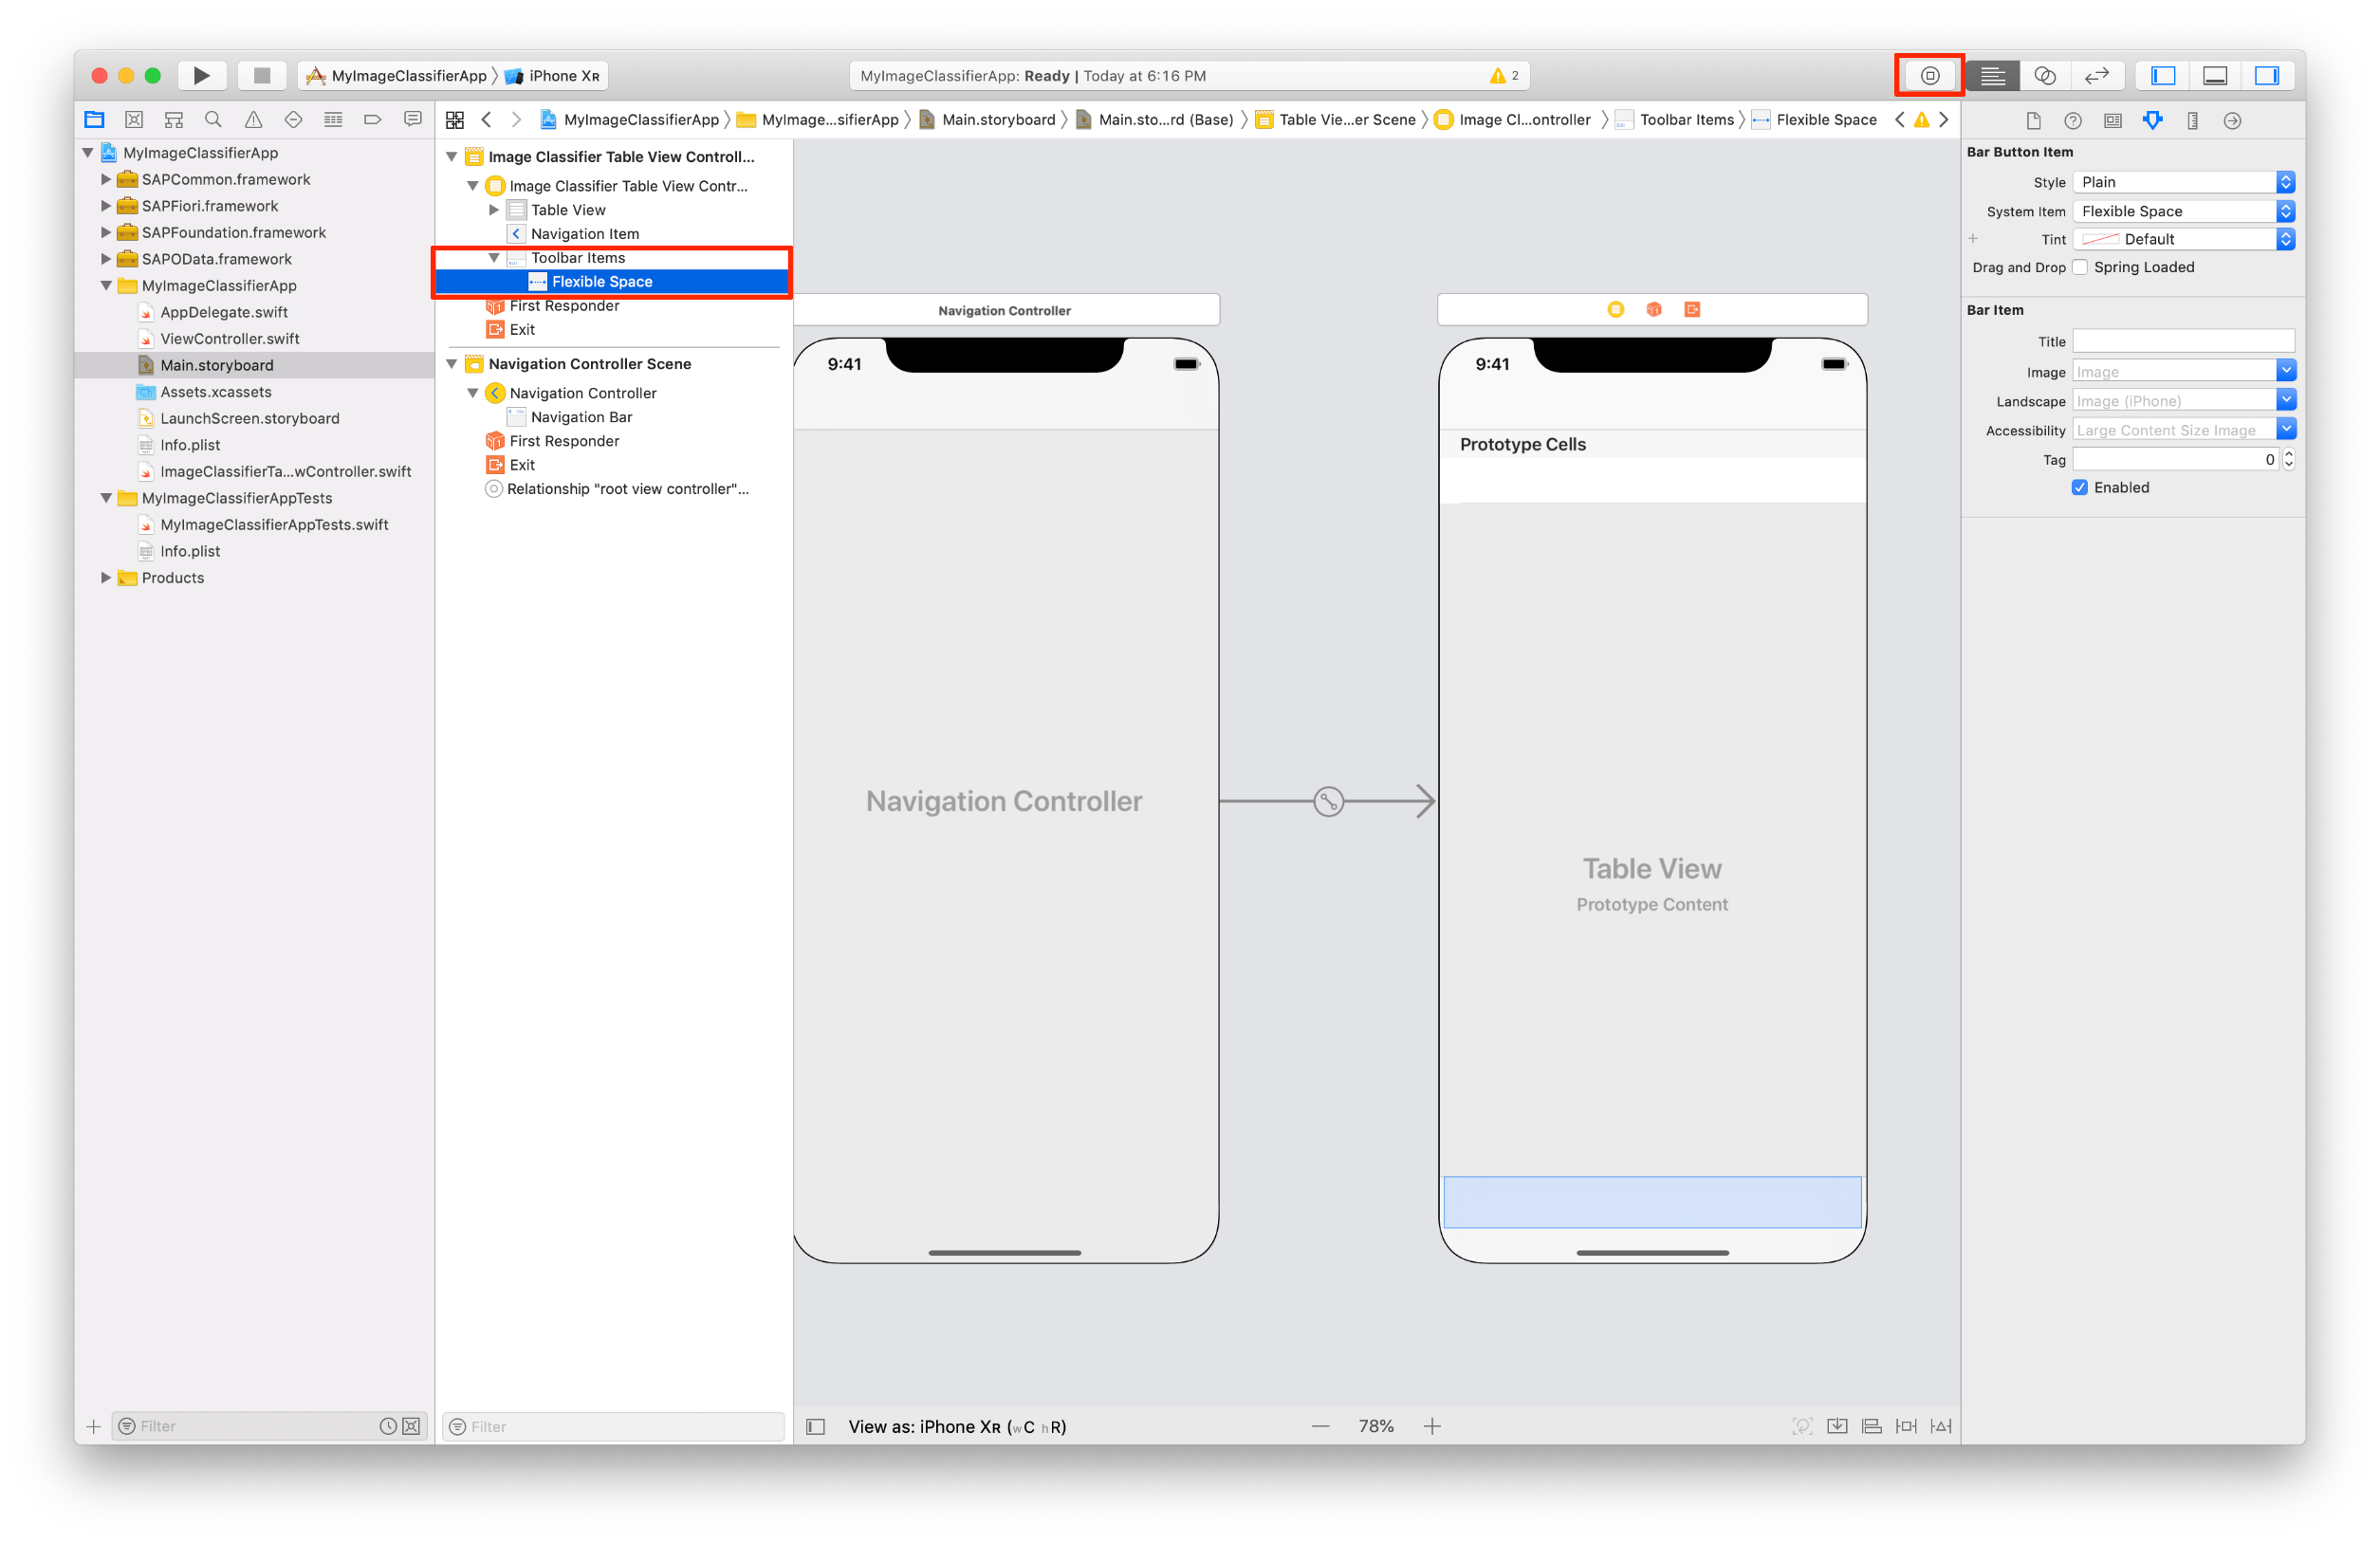 MyImageClassifierApp iPhone XR
MyImageClassifierApp: Ready | Today at 6:16 PM
2
MyImageClassifierApp MyImage...sifierApp Main.storyboard Main.sto...rd (Base) Table Vie...er Scene Image Cl...ontroller Toolbar Items Flexible Space
MyImageClassifierApp
SAPCommon.framework
SAPFiori.framework
SAPFoundation.framework
SAPOData.framework
MyImageClassifierApp
AppDelegate.swift
ViewController.swift
Main.storyboard
Assets.xcassets
LaunchScreen.storyboard
Info.plist
ImageClassifierTa...wController.swift
MyImageClassifierAppTests
MyImageClassifierAppTests.swift
Info.plist
Products
Filter
Image Classifier Table View Controll...
Image Classifier Table View Contr...
Table View
Navigation Item
Toolbar Items
Flexible Space
First Responder
Exit
Navigation Controller Scene
Navigation Controller
Navigation Bar
First Responder
Exit
Relationship "root view controller"...
Filter
Navigation Controller
9:41
Navigation Controller
9:41
Prototype Cells
Table View
Prototype Content
View as: iPhone XR (wC hR)
78%
Bar Button Item
Style Plain
System Item Flexible Space
Tint Default
Drag and Drop Spring Loaded
Bar Item
Title
Image Image
Landscape Image (iPhone)
Accessibility Large Content Size Image
Tag 0
Enabled